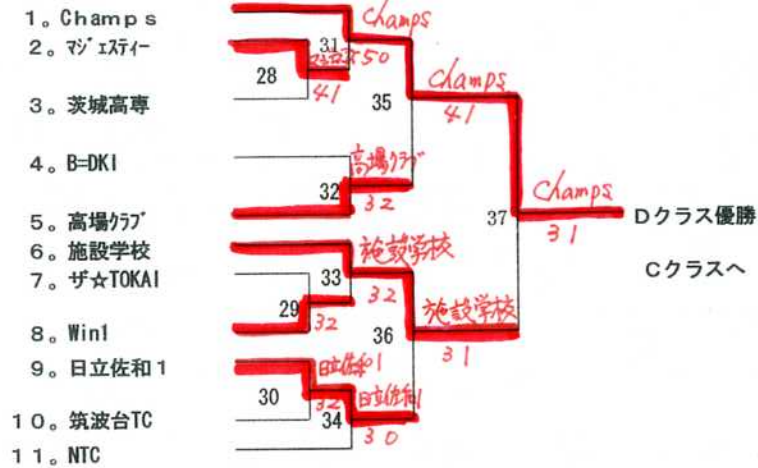 1。Champs
2。マジェスティー
3。茨城高専
4。B=DKI
5。高場クラブ
6。施設学校
7。ザ☆TOKAI
8。Win1
9。日立佐和1
10。筑波台TC
11。NTC
28
41
31
Champs
50
35
高場クラブ
32
32
29
32
33
施設学校
32
30
日立佐和1
32
34
日立佐和1
30
36
Champs
41
施設学校
31
37
Champs
31
Dクラス優勝
Cクラスへ